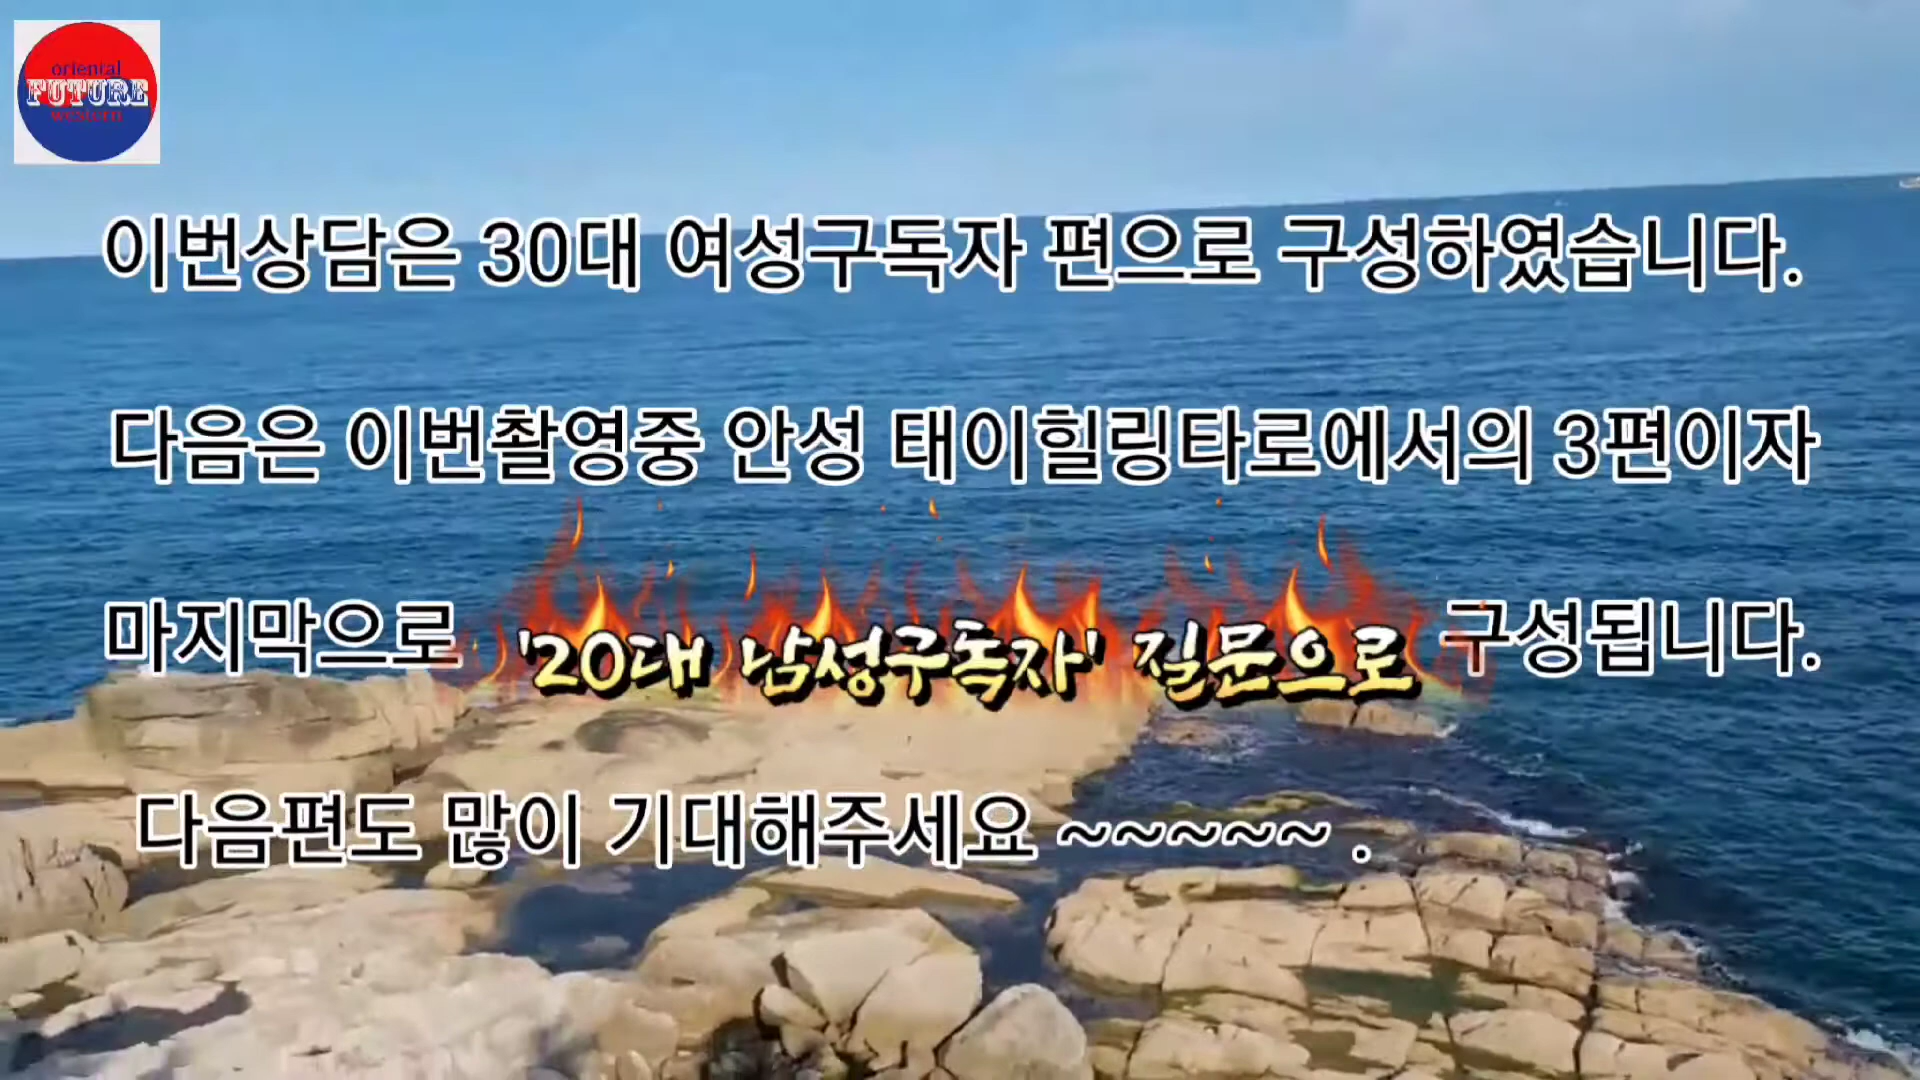 oriental
FUTURE
western
이번상담은 30대 여성구독자 편으로 구성하였습니다.
다음은 이번촬영중 안성 태이힐링타로에서의 3편이자
마지막으로 '20대 남성구독자' 질문으로 구성됩니다.
다음편도 많이 기대해주세요 ~~~~~ .